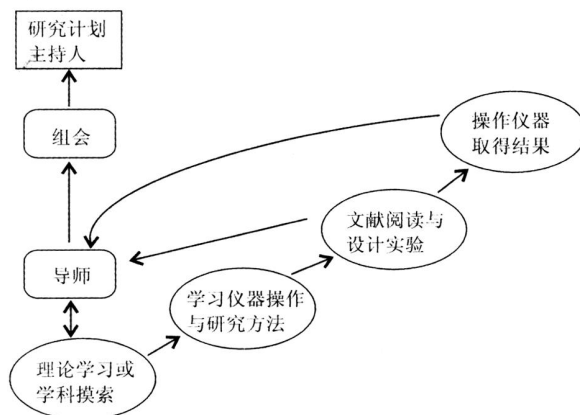 研究计划
主持人
组会
操作仪器
取得结果
文献阅读与
设计实验
导师
学习仪器操作
与研究方法
理论学习或
学科摸索